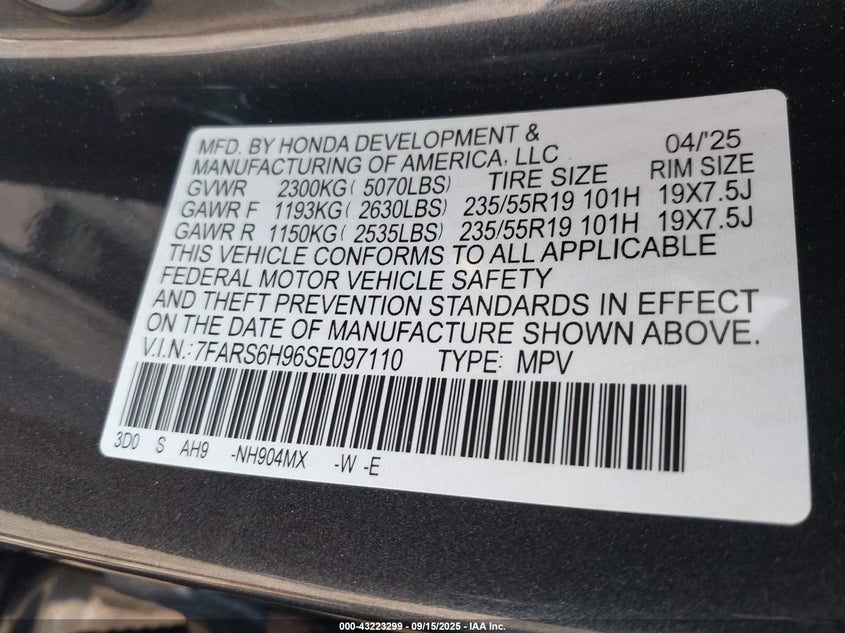 MFD. BY HONDA DEVELOPMENT & 04/'25
MANUFACTURING OF AMERICA, LLC RIM SIZE
GVWR 2300KG( 5070LBS) TIRE SIZE
GAWR F 1193KG( 2630LBS) 235/55R19 101H 19X7.5J
GAWR R 1150KG( 2535LBS) 235/55R19 101H 19X7.5J
THIS VEHICLE CONFORMS TO ALL APPLICABLE
FEDERAL MOTOR VEHICLE SAFETY
AND THEFT PREVENTION STANDARDS IN EFFECT
ON THE DATE OF MANUFACTURE SHOWN ABOVE.
V.I.N.: 7FARS6H96SE097110 TYPE: MPV
3D0 S AH9 -NH904MX -W -E
000-43223299 - 09/15/2025 - IAA Inc.